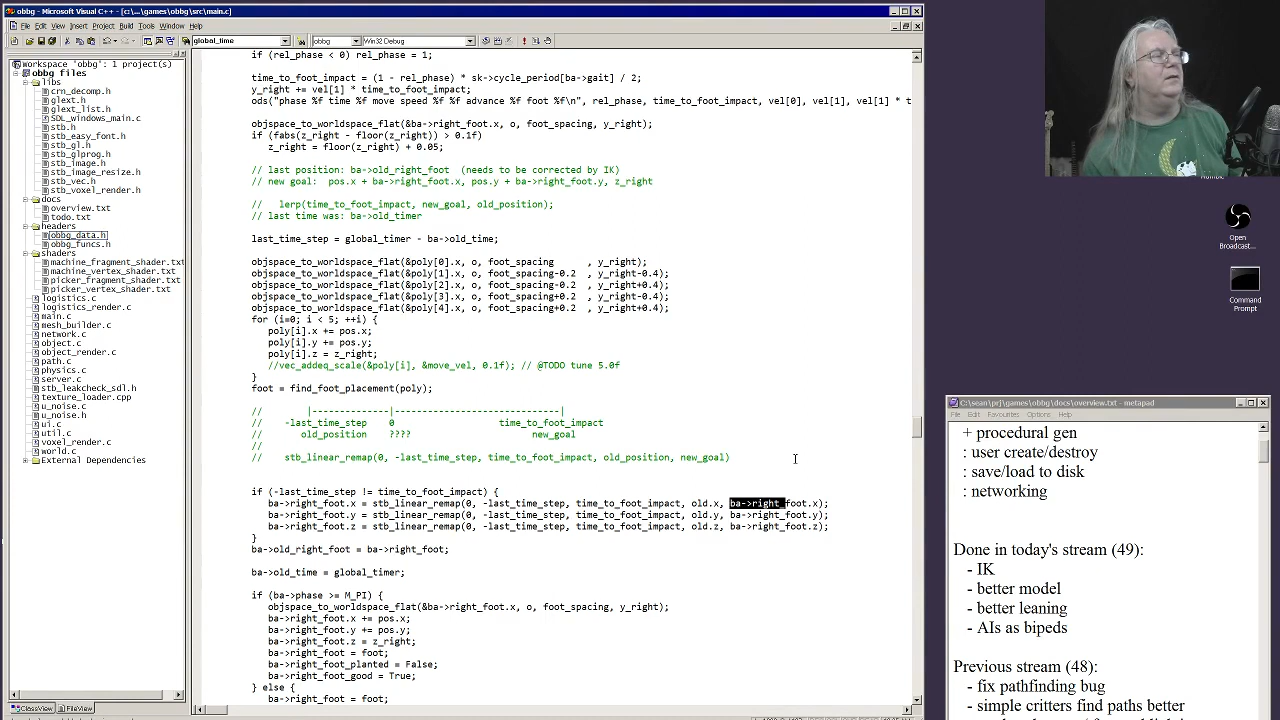 obbg - Microsoft Visual C++ - [c:\...\games\obbg\src\main.c]
File Edit View Insert Project Build Tools Window Help
global_time
obbg
Win32 Debug
Workspace 'obbg': 1 project(s)
obbg files
libs
crn_decomp.h
glext.h
glext_list.h
SDL_windows_main.c
stb.h
stb_easy_font.h
stb_gl.h
stb_glprog.h
stb_image.h
stb_image_resize.h
stb_vec.h
stb_voxel_render.h
docs
overview.txt
todo.txt
headers
obbg_data.h
obbg_funcs.h
shaders
machine_fragment_shader.txt
machine_vertex_shader.txt
picker_fragment_shader.txt
picker_vertex_shader.txt
logistics.c
logistics_render.c
main.c
mesh_builder.c
network.c
object.c
object_render.c
path.c
physics.c
server.c
stb_leakcheck_sdl.h
texture_loader.cpp
u_noise.c
u_noise.h
ui.c
util.c
voxel_render.c
world.c
External Dependencies
ClassView
FileView
if (rel_phase < 0) rel_phase = 1;
time_to_foot_impact = (1 - rel_phase) * sk->cycle_period[ba->gait] / 2;
y_right += vel[1] * time_to_foot_impact;
ods("phase %f time %f move speed %f %f advance %f foot %f\n", rel_phase, time_to_foot_impact, vel[0], vel[1], vel[1] * t
objspace_to_worldspace_flat(&ba->right_foot.x, o, foot_spacing, y_right);
if (fabs(z_right - floor(z_right)) > 0.1f)
z_right = floor(z_right) + 0.05;
// last position: ba->old_right_foot  (needs to be corrected by IK)
// new goal:  pos.x + ba->right_foot.x, pos.y + ba->right_foot.y, z_right
//   lerp(time_to_foot_impact, new_goal, old_position);
// last time was: ba->old_timer
last_time_step = global_timer - ba->old_time;
objspace_to_worldspace_flat(&poly[0].x, o, foot_spacing    , y_right);
objspace_to_worldspace_flat(&poly[1].x, o, foot_spacing-0.2  , y_right-0.4);
objspace_to_worldspace_flat(&poly[2].x, o, foot_spacing-0.2  , y_right+0.4);
objspace_to_worldspace_flat(&poly[3].x, o, foot_spacing+0.2  , y_right-0.4);
objspace_to_worldspace_flat(&poly[4].x, o, foot_spacing+0.2  , y_right+0.4);
for (i=0; i < 5; ++i) {
poly[i].x += pos.x;
poly[i].y += pos.y;
poly[i].z = z_right;
//vec_addeq_scale(&poly[i], &move_vel, 0.1f); // @TODO tune 5.0f
}
foot = find_foot_placement(poly);
//        |--------------|------------------------------|
//    -last_time_step    0                   time_to_foot_impact
//       old_position    ????                      new_goal
//
//    stb_linear_remap(0, -last_time_step, time_to_foot_impact, old_position, new_goal)
if (-last_time_step != time_to_foot_impact) {
ba->right_foot.x = stb_linear_remap(0, -last_time_step, time_to_foot_impact, old.x, ba->right_foot.x);
ba->right_foot.y = stb_linear_remap(0, -last_time_step, time_to_foot_impact, old.y, ba->right_foot.y);
ba->right_foot.z = stb_linear_remap(0, -last_time_step, time_to_foot_impact, old.z, ba->right_foot.z);
}
ba->old_right_foot = ba->right_foot;
ba->old_time = global_timer;
if (ba->phase >= M_PI) {
objspace_to_worldspace_flat(&ba->right_foot.x, o, foot_spacing, y_right);
ba->right_foot.x += pos.x;
ba->right_foot.y += pos.y;
ba->right_foot.z = z_right;
ba->right_foot = foot;
ba->right_foot_planted = False;
ba->right_foot_good = True;
} else {
ba->right_foot = foot;
Humble
Open
Broadcast...
Command
Prompt
C:\sean\prj\games\obbg\docs\overview.txt - metapad
File Edit Favourites Options Help
+ procedural gen
: user create/destroy
: save/load to disk
: networking
Done in today's stream (49):
- IK
- better model
- better leaning
- AIs as bipeds
Previous stream (48):
- fix pathfinding bug
- simple critters find paths better